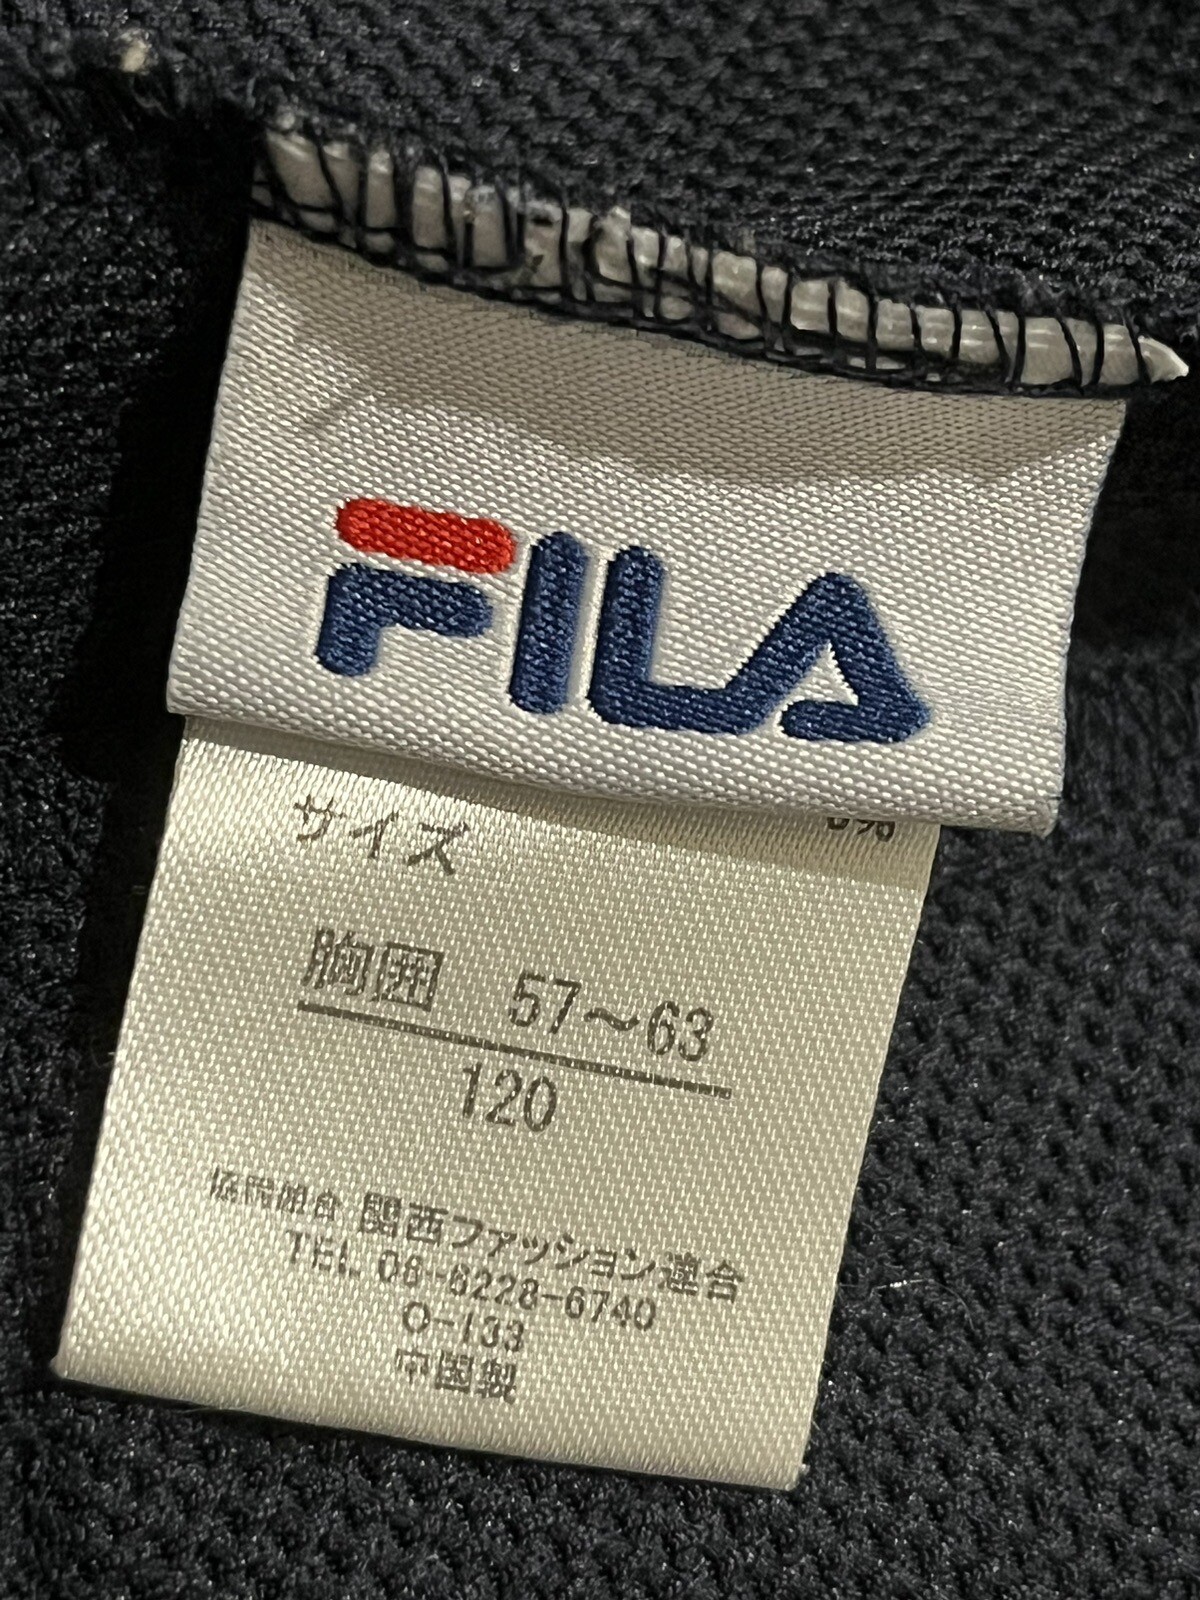 FILA
サイズ
胸囲 57～63
120
協同組合 関西ファッション連合
TEL 06-6228-6740
O-133
中国製